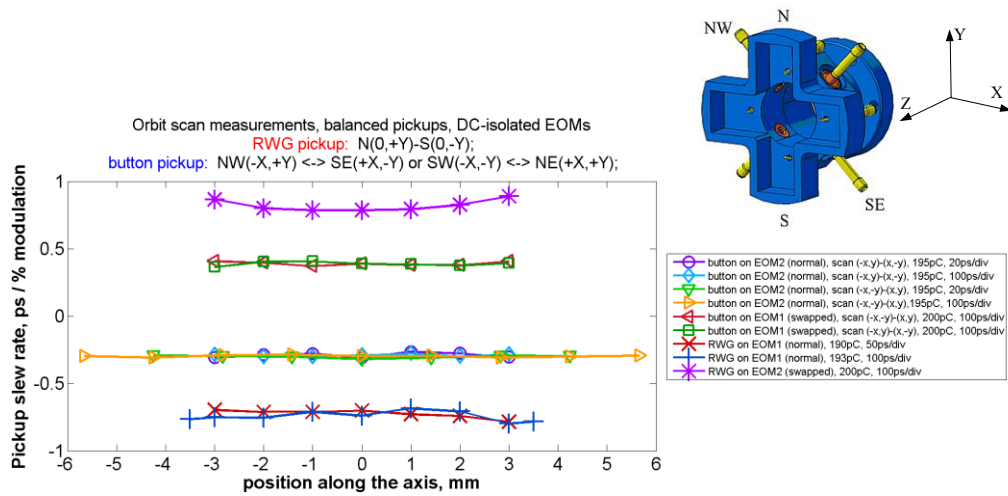 Orbit scan measurements, balanced pickups, DC-isolated EOMs
RWG pickup: N(0,+Y)-S(0,-Y);
button pickup: NW(-X,+Y) <-> SE(+X,-Y) or SW(-X,-Y) <-> NE(+X,+Y);
Pickup slew rate, ps / % modulation
1
0.5
0
-0.5
-1
-6
-5
-4
-3
-2
-1
0
1
2
3
4
5
6
position along the axis, mm
NW
N
S
SE
Y
X
Z
button on EOM2 (normal), scan (-x,y)-(x,-y), 195pC, 20ps/div
button on EOM2 (normal), scan (-x,y)-(x,-y), 195pC, 100ps/div
button on EOM2 (normal), scan (-x,-y)-(x,y), 195pC, 20ps/div
button on EOM2 (normal), scan (-x,-y)-(x,y),195pC, 100ps/div
button on EOM1 (swapped), scan (-x,-y)-(x,y), 200pC, 100ps/div
button on EOM1 (swapped), scan (-x,y)-(x,-y), 200pC, 100ps/div
RWG on EOM1 (normal), 190pC, 50ps/div
RWG on EOM1 (normal), 193pC, 100ps/div
RWG on EOM2 (swapped), 200pC, 100ps/div